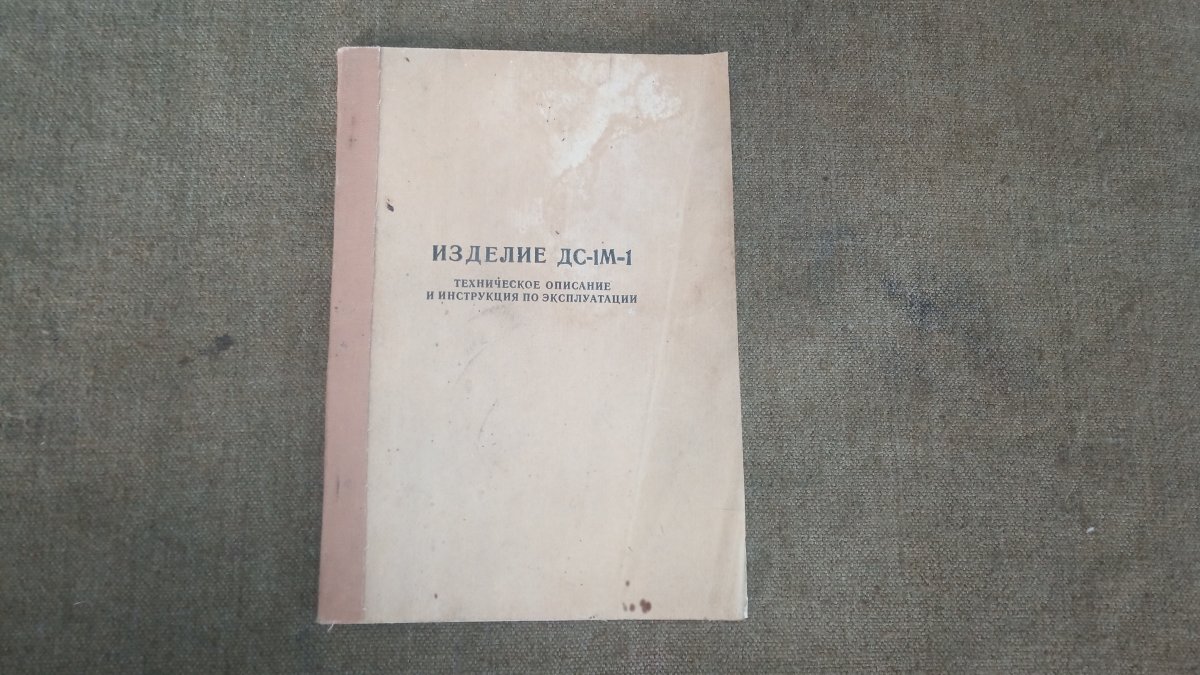 ИЗДЕЛИЕ ДС-1М-1
ТЕХНИЧЕСКОЕ ОПИСАНИЕ
И ИНСТРУКЦИЯ ПО ЭКСПЛУАТАЦИИ